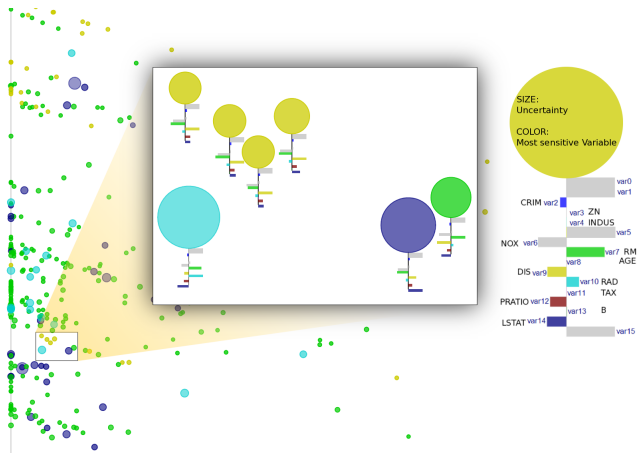 SIZE:
Uncertainty
COLOR:
Most sensitive Variable
var0
var1
CRIM var2
var3 ZN
var4 INDUS
var5
NOX var6
var7 RM
var8 AGE
DIS var9
var10 RAD
var11 TAX
PRATIO var12
var13 B
LSTAT var14
var15